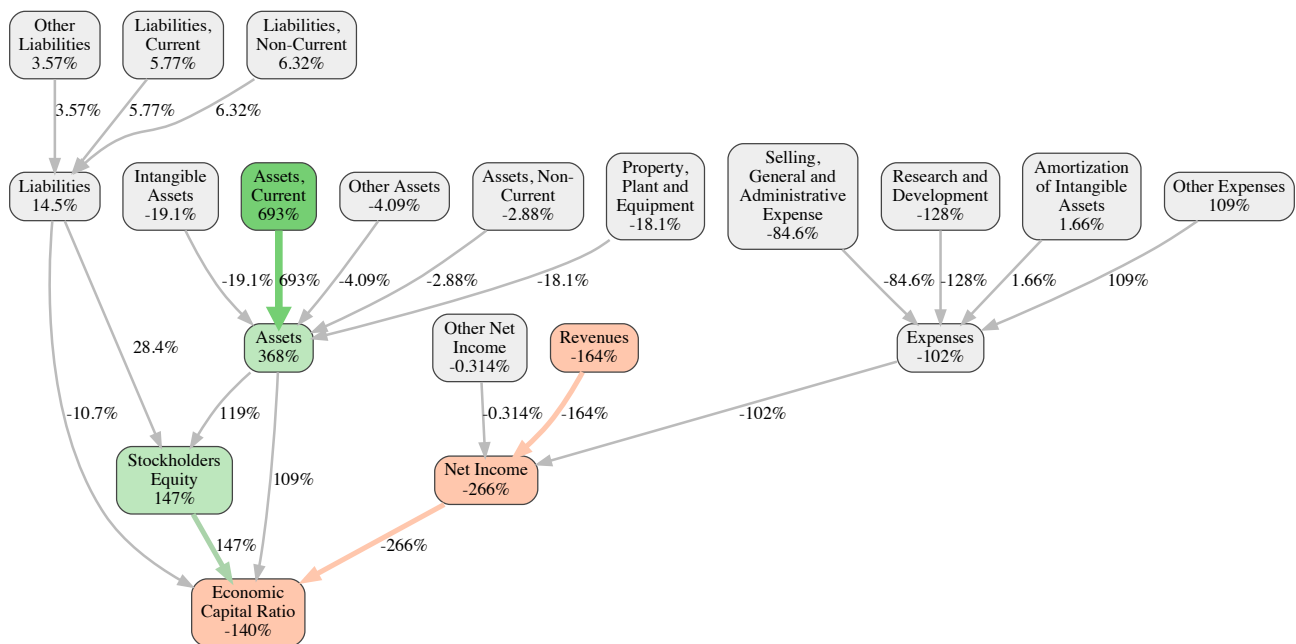 Other
Liabilities
3.57%
Liabilities,
Current
5.77%
Liabilities,
Non-Current
6.32%
3.57%
5.77%
6.32%
Liabilities
14.5%
Intangible
Assets
-19.1%
Assets,
Current
693%
Other Assets
-4.09%
Assets, Non-
Current
-2.88%
Property,
Plant and
Equipment
-18.1%
Selling,
General and
Administrative
Expense
-84.6%
Research and
Development
-128%
Amortization
of Intangible
Assets
1.66%
Other Expenses
109%
-19.1%
693%
-4.09%
-2.88%
-18.1%
-84.6%
-128%
1.66%
109%
Assets
368%
Other Net
Income
-0.314%
Revenues
-164%
Expenses
-102%
28.4%
-10.7%
119%
-0.314%
-164%
-102%
Stockholders
Equity
147%
109%
Net Income
-266%
147%
-266%
Economic
Capital Ratio
-140%